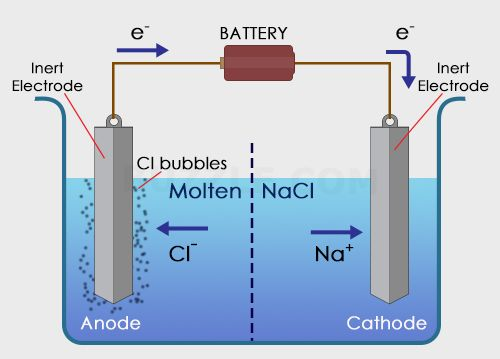 e⁻
BATTERY
e⁻
Inert
Electrode
Inert
Electrode
Cl bubbles
Molten NaCl
Cl⁻
Na⁺
Anode
Cathode